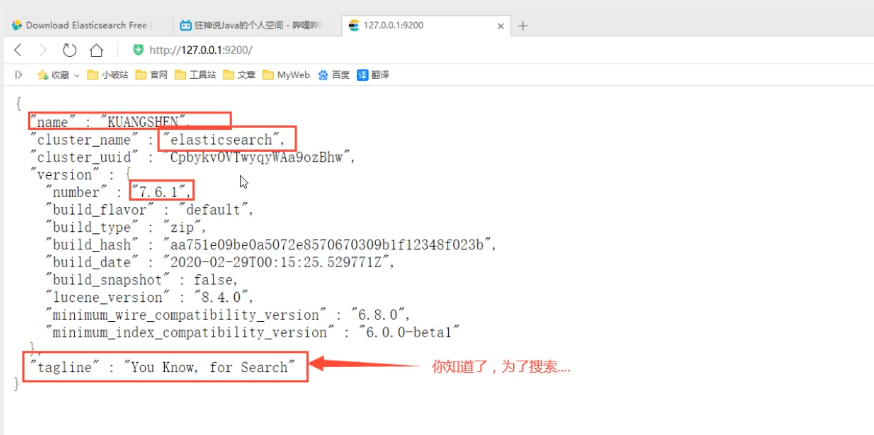 Download Elasticsearch Free
狂神说Java的个人空间 - 哔哩哔
127.0.0.1:9200
http://127.0.0.1:9200/
收藏 小破站 官网 工具站 文章 MyWeb 百度 译 翻译
{
"name" : "KUANGSHEN",
"cluster_name" : "elasticsearch",
"cluster_uuid" : "CpbykvOVTwyqyWAa9ozBhw",
"version" : {
"number" : "7.6.1",
"build_flavor" : "default",
"build_type" : "zip",
"build_hash" : "aa751e09be0a5072e8570670309b1f12348f023b",
"build_date" : "2020-02-29T00:15:25.529771Z",
"build_snapshot" : false,
"lucene_version" : "8.4.0",
"minimum_wire_compatibility_version" : "6.8.0",
"minimum_index_compatibility_version" : "6.0.0-beta1"
},
"tagline" : "You Know, for Search"
你知道了，为了搜索....
}